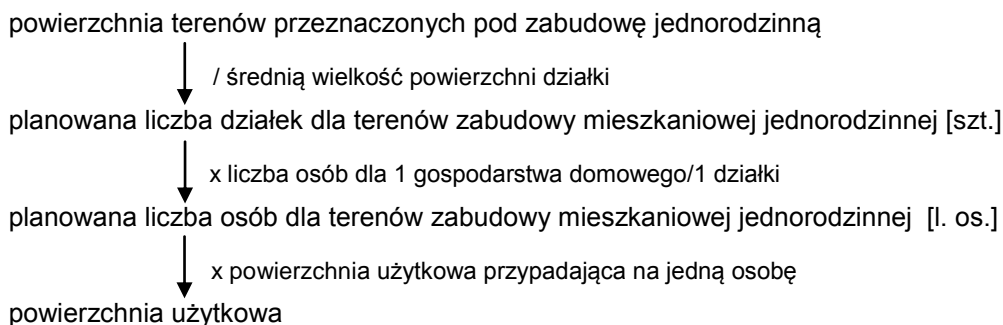 powierzchnia terenów przeznaczonych pod zabudowę jednorodzinną
/ średnią wielkość powierzchni działki
planowana liczba działek dla terenów zabudowy mieszkaniowej jednorodzinnej [szt.]
x liczba osób dla 1 gospodarstwa domowego/1 działki
planowana liczba osób dla terenów zabudowy mieszkaniowej jednorodzinnej [l. os.]
x powierzchnia użytkowa przypadająca na jedną osobę
powierzchnia użytkowa